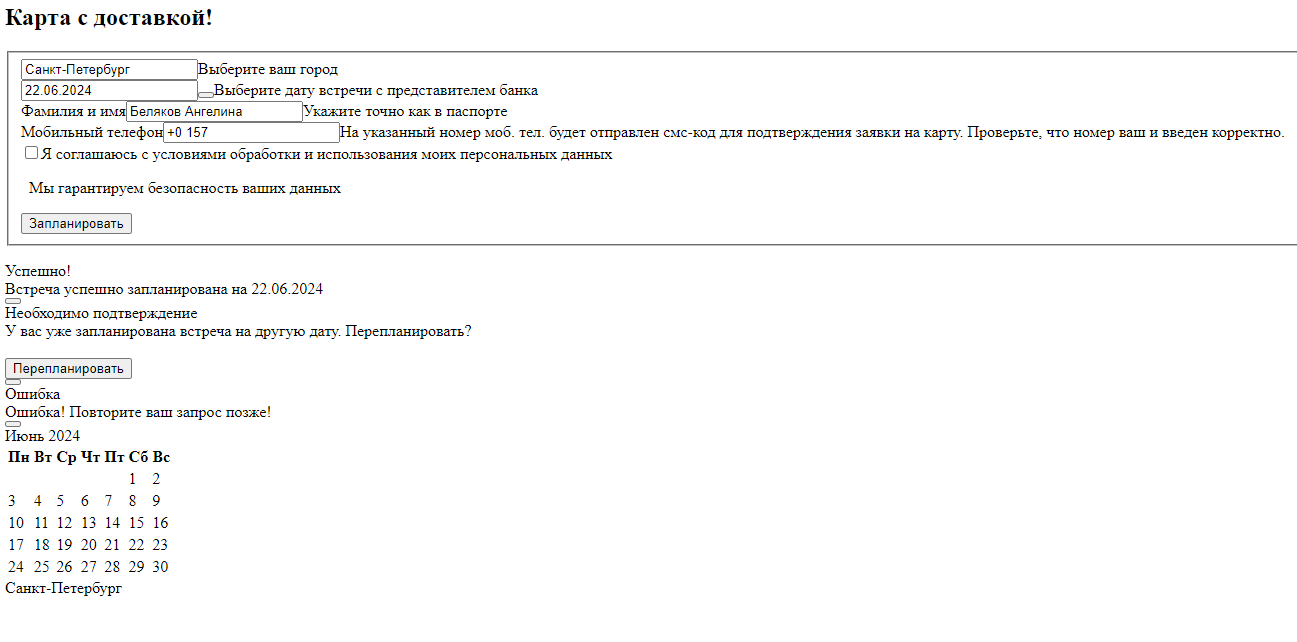 Карта с доставкой!
Санкт-Петербург Выберите ваш город
22.06.2024 Выберите дату встречи с представителем банка
Фамилия и имя Беляков Ангелина Укажите точно как в паспорте
Мобильный телефон +0 157 На указанный номер моб. тел. будет отправлен смс-код для подтверждения заявки на карту. Проверьте, что номер ваш и введен корректно.
Я соглашаюсь с условиями обработки и использования моих персональных данных
Мы гарантируем безопасность ваших данных
Запланировать
Успешно!
Встреча успешно запланирована на 22.06.2024
Необходимо подтверждение
У вас уже запланирована встреча на другую дату. Перепланировать?
Перепланировать
Ошибка
Ошибка! Повторите ваш запрос позже!
Июнь 2024
Пн Вт Ср Чт Пт Сб Вс
1 2
3 4 5 6 7 8 9
10 11 12 13 14 15 16
17 18 19 20 21 22 23
24 25 26 27 28 29 30
Санкт-Петербург